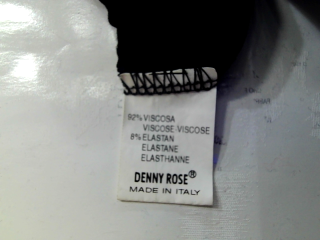 92% VISCOSA
VISCOSE-VISCOSE
8% ELASTAN
ELASTANE
ELASTHANNE
DENNY ROSE®
MADE IN ITALY